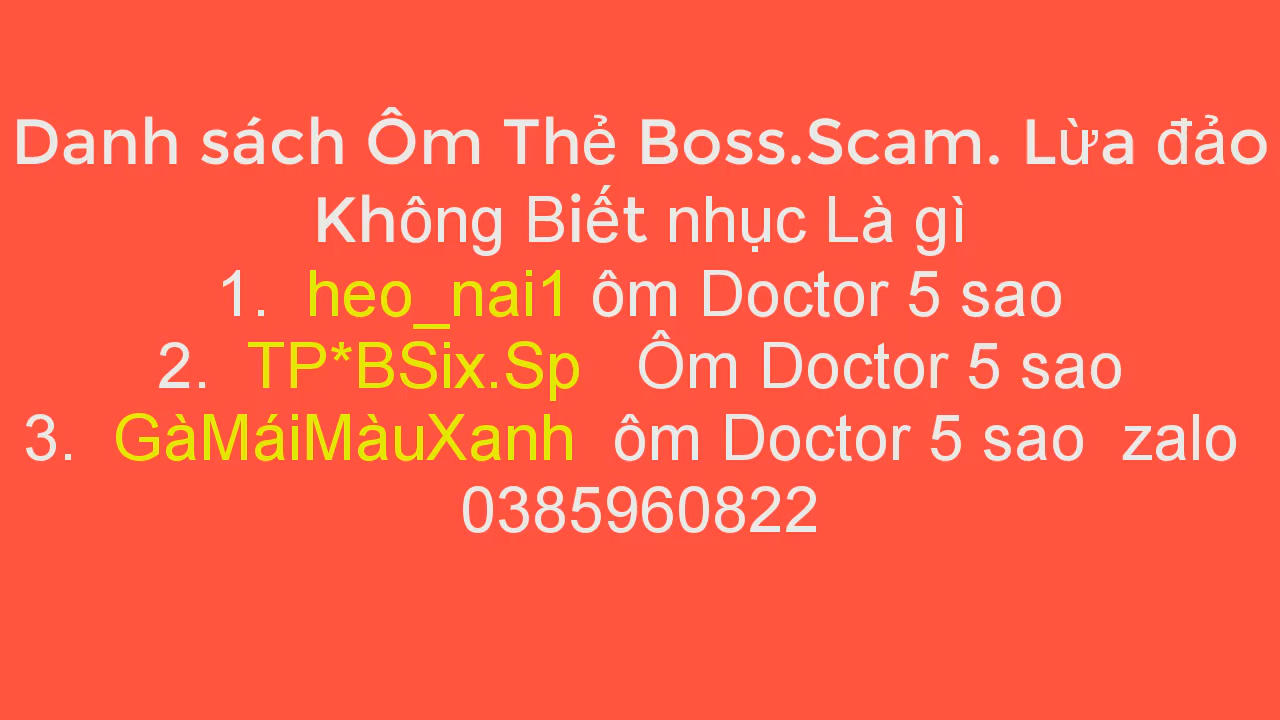 Danh sách Ôm Thẻ Boss.Scam. Lừa đảo
Không Biết nhục Là gì
1. heo_nai1 ôm Doctor 5 sao
2. TP*BSix.Sp Ôm Doctor 5 sao
3. GàMáiMàuXanh ôm Doctor 5 sao zalo
0385960822